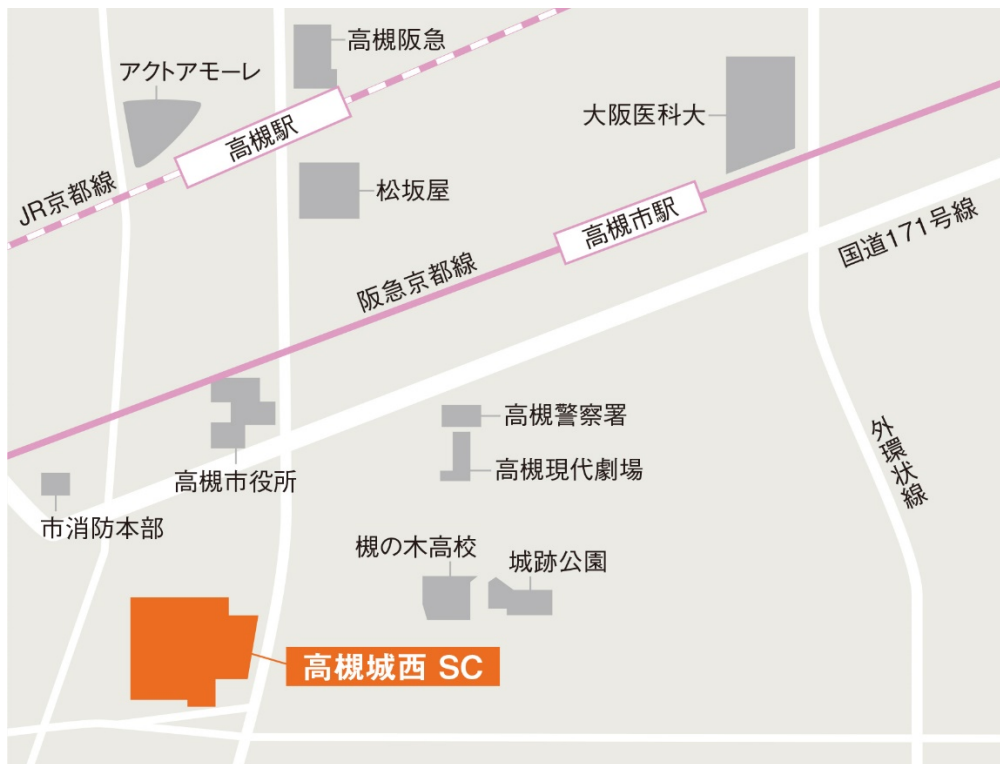 高槻阪急
アクトアモーレ
高槻駅
大阪医科大
JR京都線
松坂屋
高槻市駅
国道171号線
阪急京都線
高槻警察署
高槻現代劇場
高槻市役所
外環状線
市消防本部
槻の木高校
城跡公園
高槻城西 SC